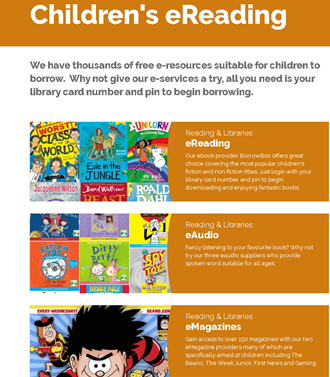 Children's eReading
We have thousands of free e-resources suitable for children to
borrow. Why not give our e-services a try, all you need is your
library card number and pin to begin borrowing.
WORST
CLASS
WORLD
Jacqueline Wilson
Evie in the
JUNGLE
David Walliams
BEAST
UNICORN
ROALD
DAHL
Reading & Libraries
eReading
Our ebook provider BorrowBox offers great
choice covering the most popular children's
fiction and non fiction titles. Just login with your
library card number and pin to begin
downloading and enjoying fantastic books.
Dirty
Bertie
SPY
TOYS
Reading & Libraries
eAudio
Fancy listening to your favourite book? Why not
try our three eaudio suppliers who provide
spoken word suitable for all ages.
EVERY WEDNESDAY!
BEANO.COM
Reading & Libraries
eMagazines
Gain access to over 150 magazines with our two
eMagazine providers many of which are
specifically aimed at children including The
Beano, The Week Junior, First News and Gaming.